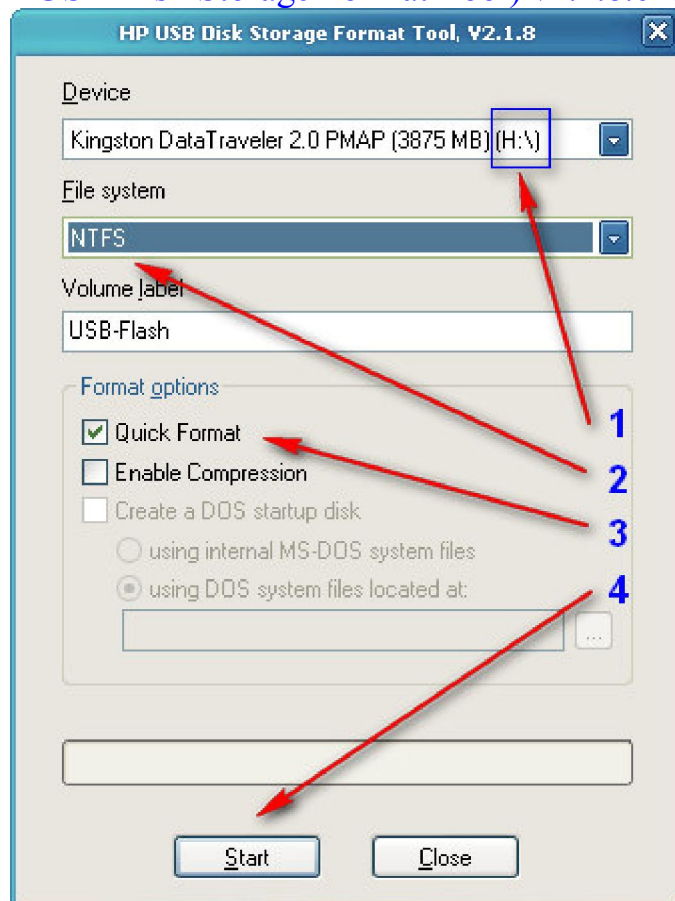 HP USB Disk Storage Format Tool, V2.1.8
Device
Kingston DataTraveler 2.0 PMAP (3875 MB) (H:\)
File system
NTFS
Volume label
USB-Flash
Format options
Quick Format
1
Enable Compression
2
Create a DOS startup disk
3
using internal MS-DOS system files
using DOS system files located at:
4
...
Start
Close